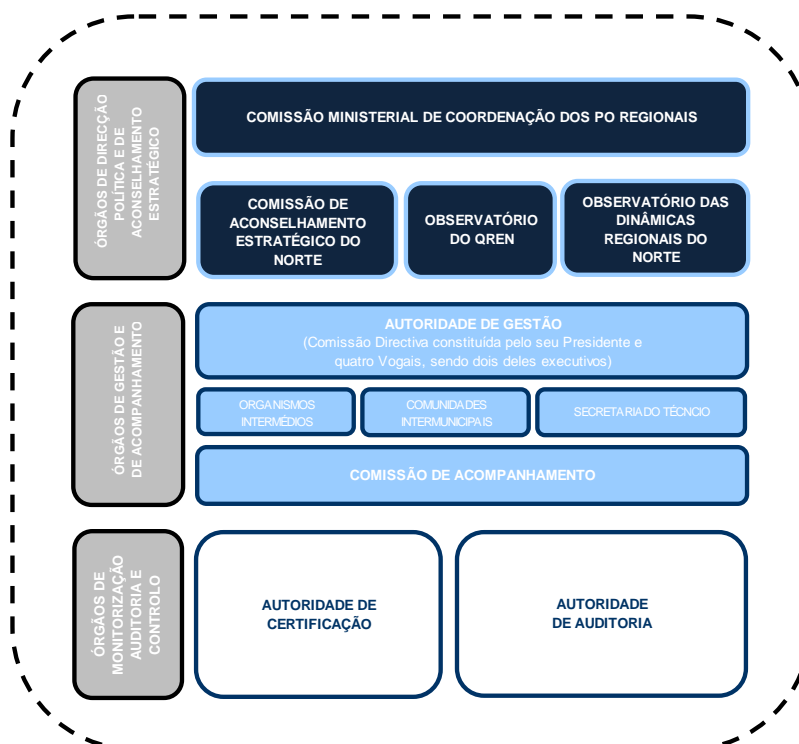 ÓRGÃOS DE DIRECÇÃO
POLÍTICA E DE
ACONSELHAMENTO
ESTRATÉGICO
COMISSÃO MINISTERIAL DE COORDENAÇÃO DOS PO REGIONAIS
COMISSÃO DE
ACONSELHAMENTO
ESTRATÉGICO DO
NORTE
OBSERVATÓRIO
DO QREN
OBSERVATÓRIO DAS
DINÂMICAS
REGIONAIS DO
NORTE
ÓRGÃOS DE GESTÃO E
DE ACOMPANHAMENTO
AUTORIDADE DE GESTÃO
(Comissão Directiva constituída pelo seu Presidente e
quatro Vogais, sendo dois deles executivos)
ORGANISMOS
INTERMÉDIOS
COMUNIDADES
INTERMUNICIPAIS
SECRETARIADO TÉCNCIO
COMISSÃO DE ACOMPANHAMENTO
ÓRGÃOS DE
MONITORIZAÇÃO
AUDITORIA E
CONTROLO
AUTORIDADE DE
CERTIFICAÇÃO
AUTORIDADE
DE AUDITORIA